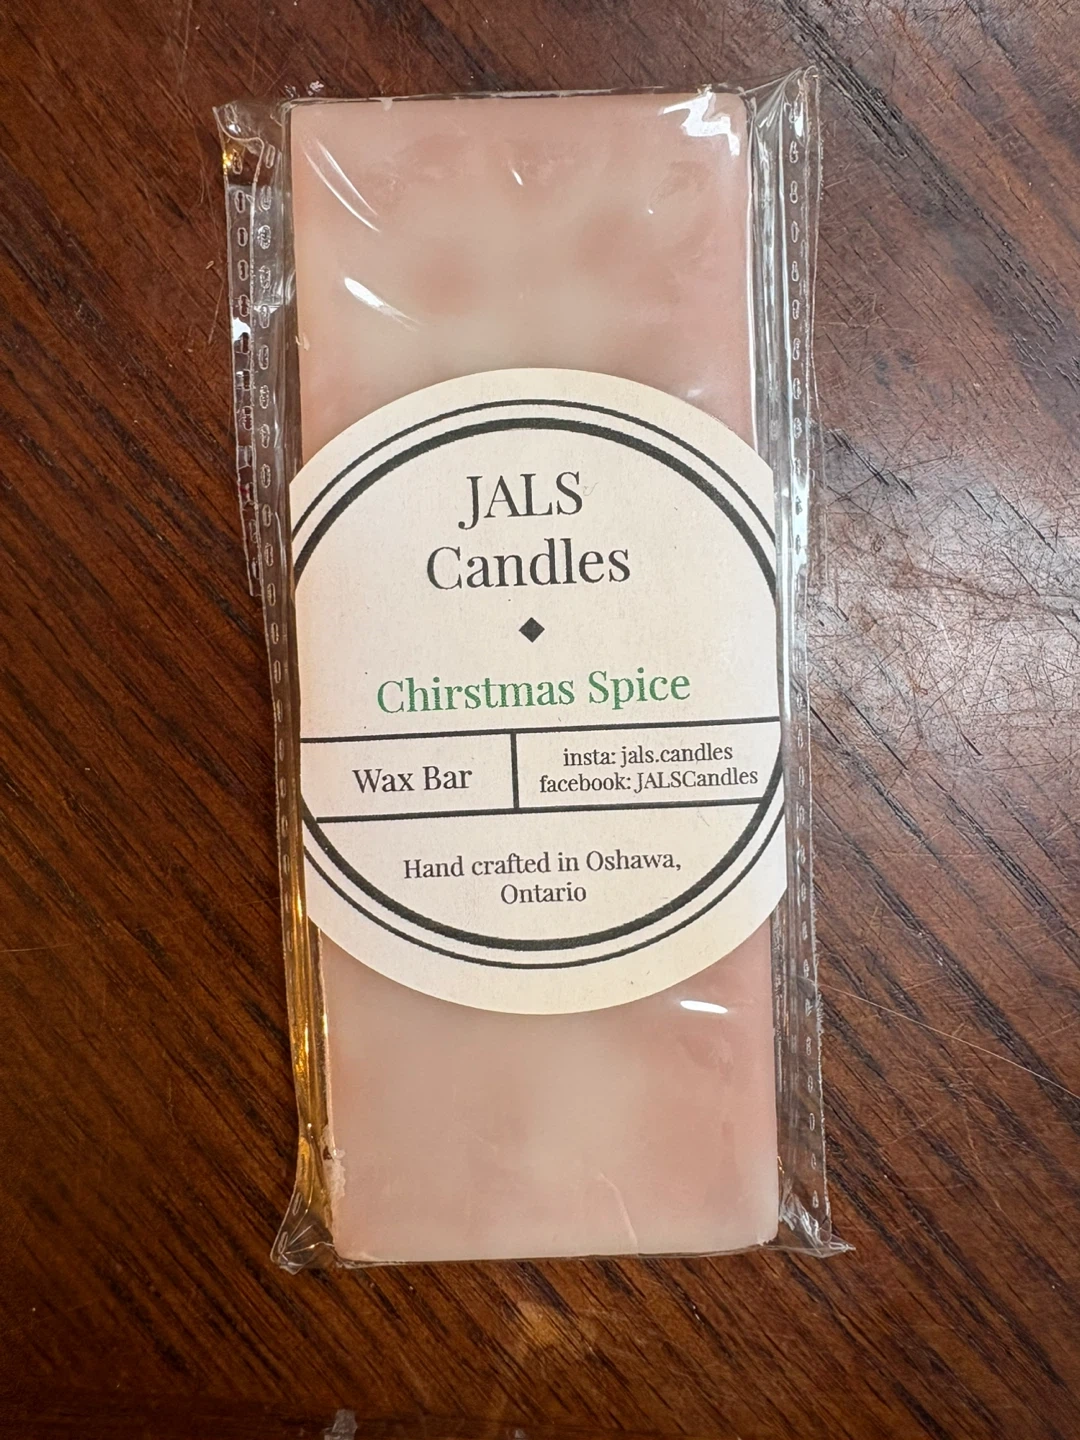 JALS
Candles
Chirstmas Spice
Wax Bar
insta: jals.candles
facebook: JALSCandles
Hand crafted in Oshawa,
Ontario